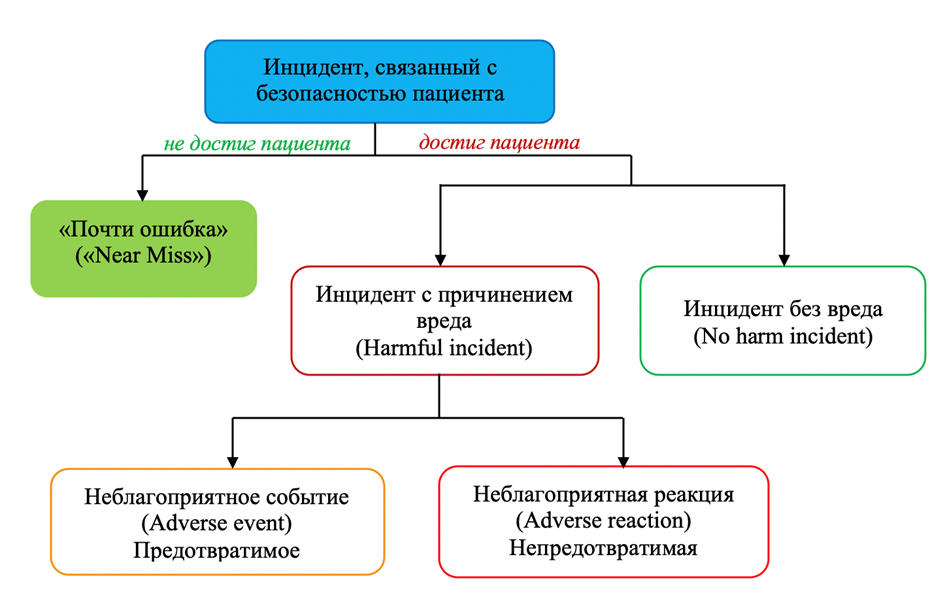 Инцидент, связанный с
безопасностью пациента
не достиг пациента
достиг пациента
«Почти ошибка»
(«Near Miss»)
Инцидент с причинением
вреда
(Harmful incident)
Инцидент без вреда
(No harm incident)
Неблагоприятное событие
(Adverse event)
Предотвратимое
Неблагоприятная реакция
(Adverse reaction)
Непредотвратимая